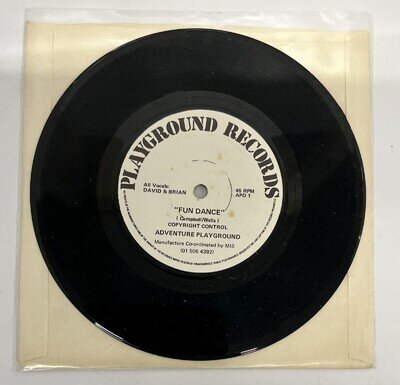 PLAYGROUND RECORDS
All Vocals:
DAVID & BRIAN
45 RPM
APD 1
"FUN DANCE"
(Campbell/Wells)
COPYRIGHT CONTROL
ADVENTURE PLAYGROUND
Manufacture Co-ordinated by MIS
(01 505 4392)